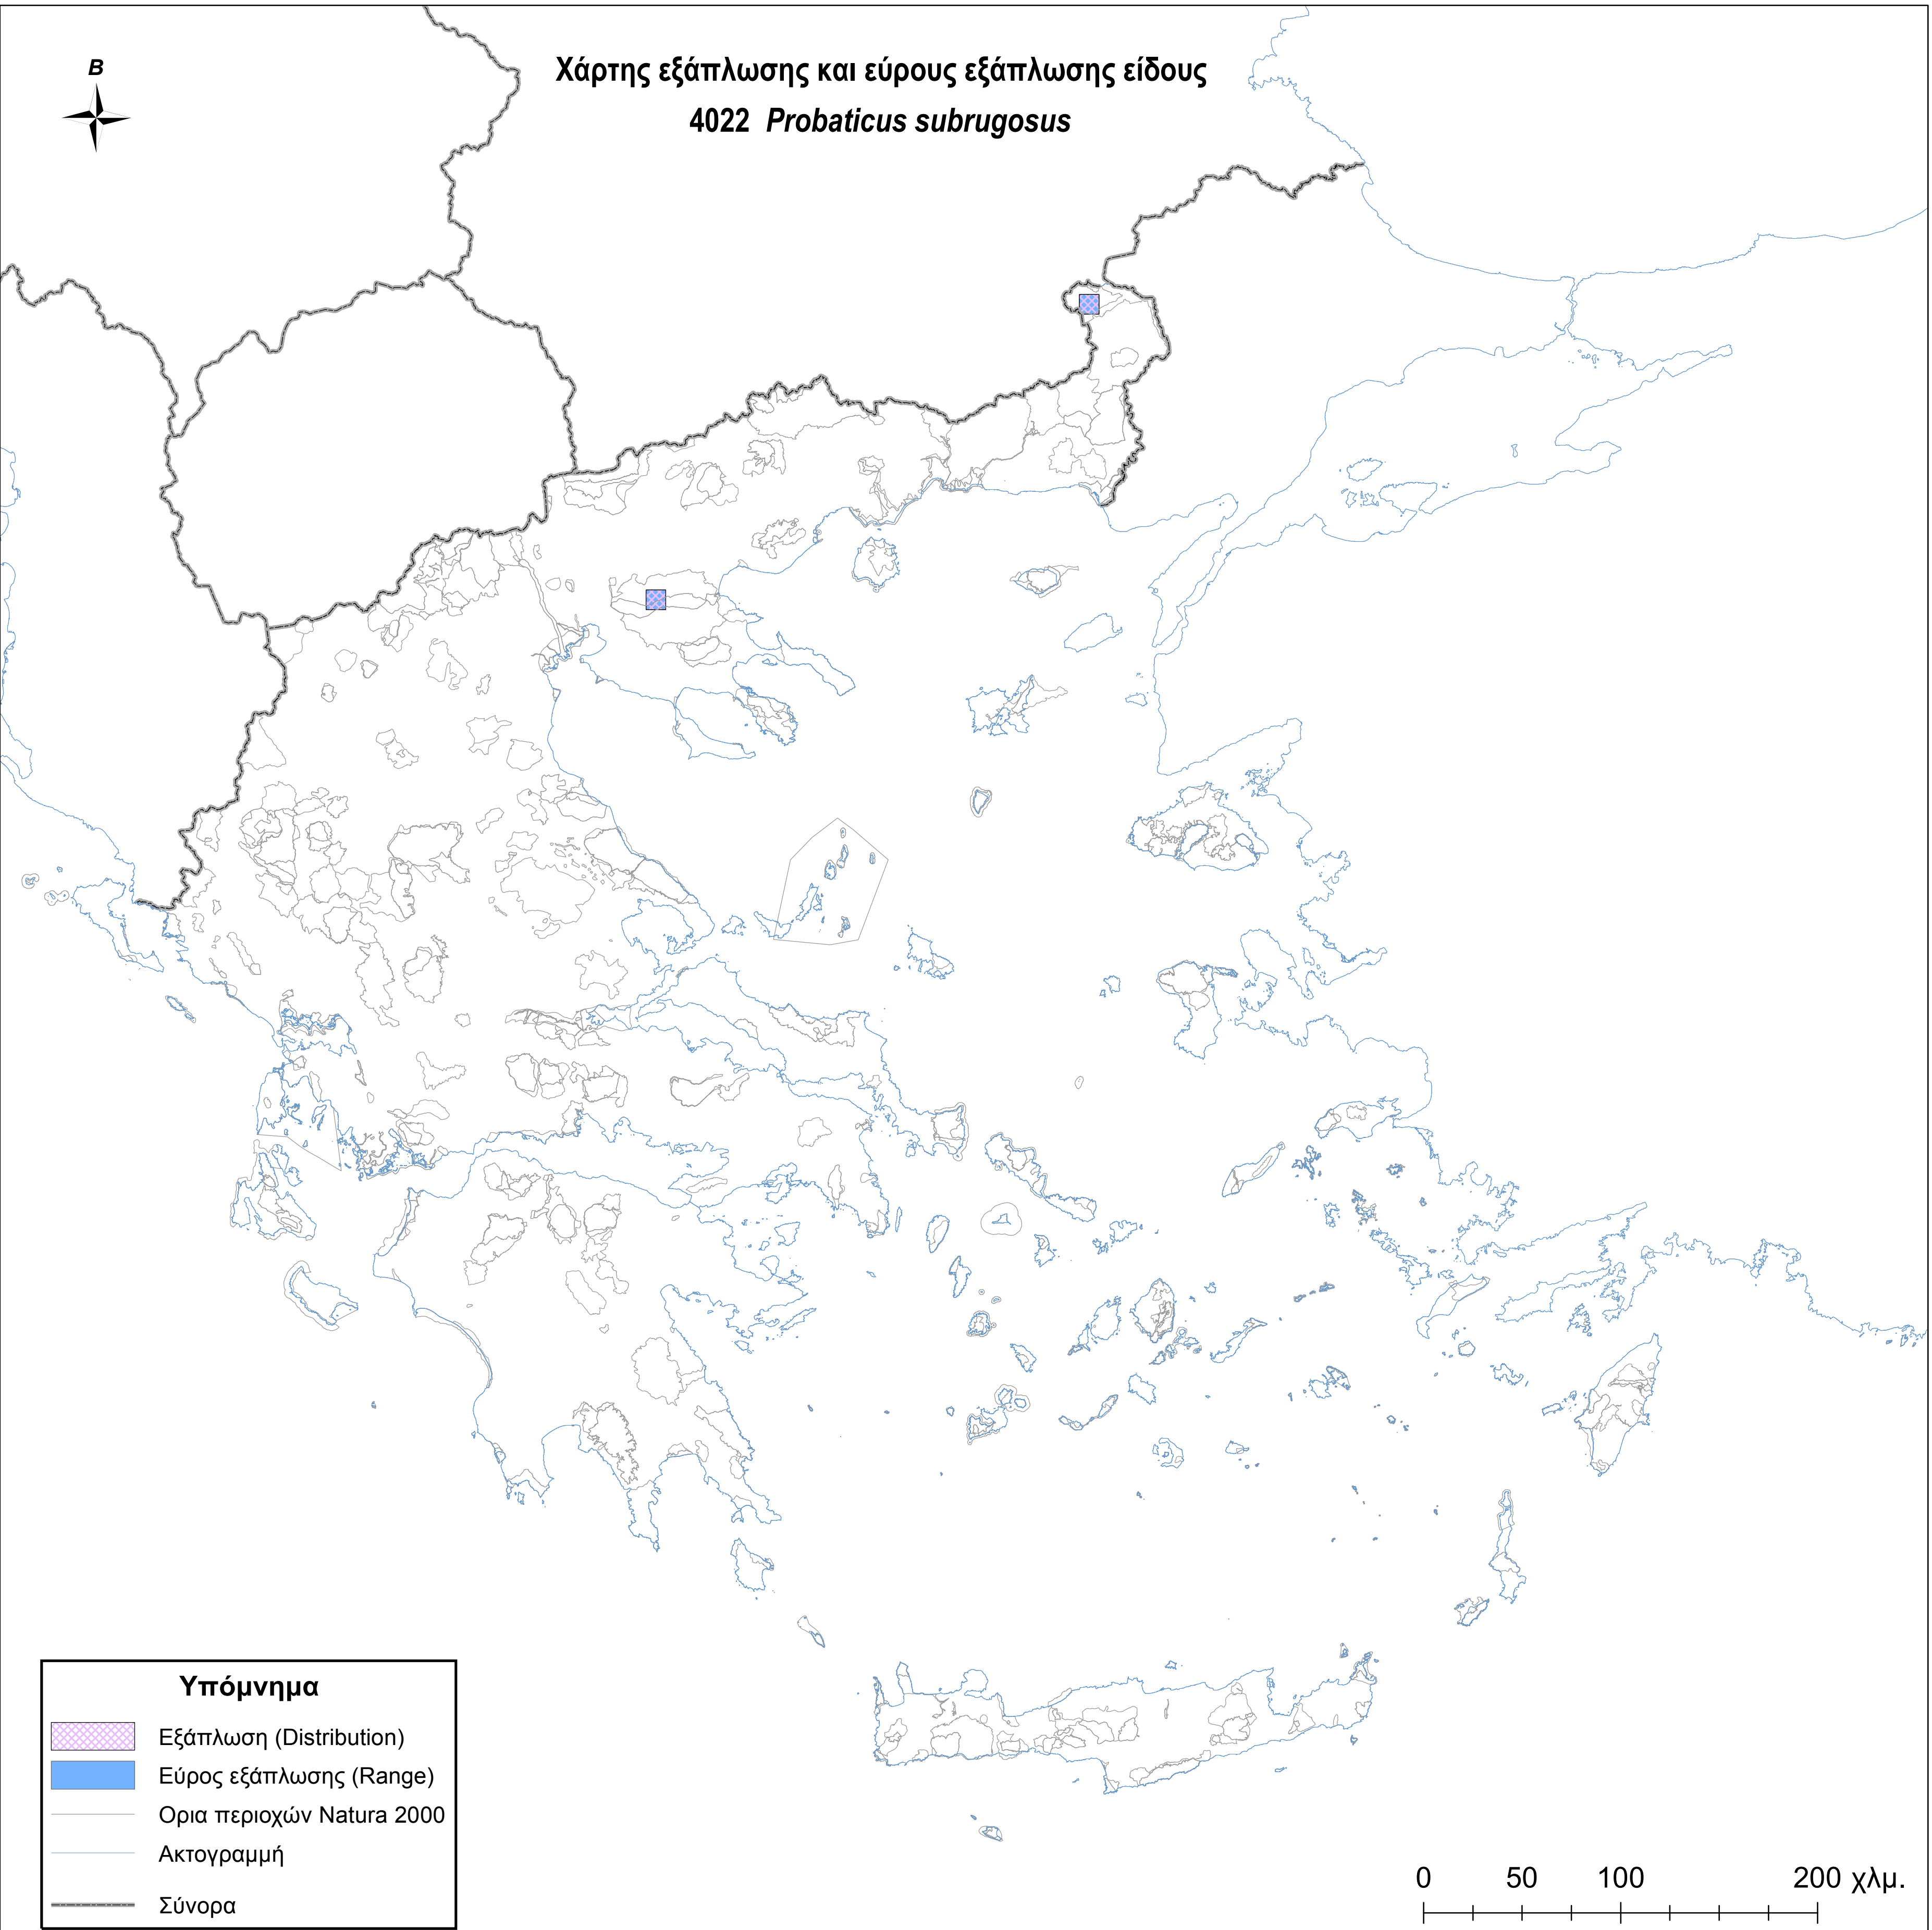 B
Χάρτης εξάπλωσης και εύρους εξάπλωσης είδους
4022 Probaticus subrugosus
Υπόμνημα
Εξάπλωση (Distribution)
Εύρος εξάπλωσης (Range)
Ορια περιοχών Natura 2000
Ακτογραμμή
Σύνορα
0 50 100 200 χλμ.